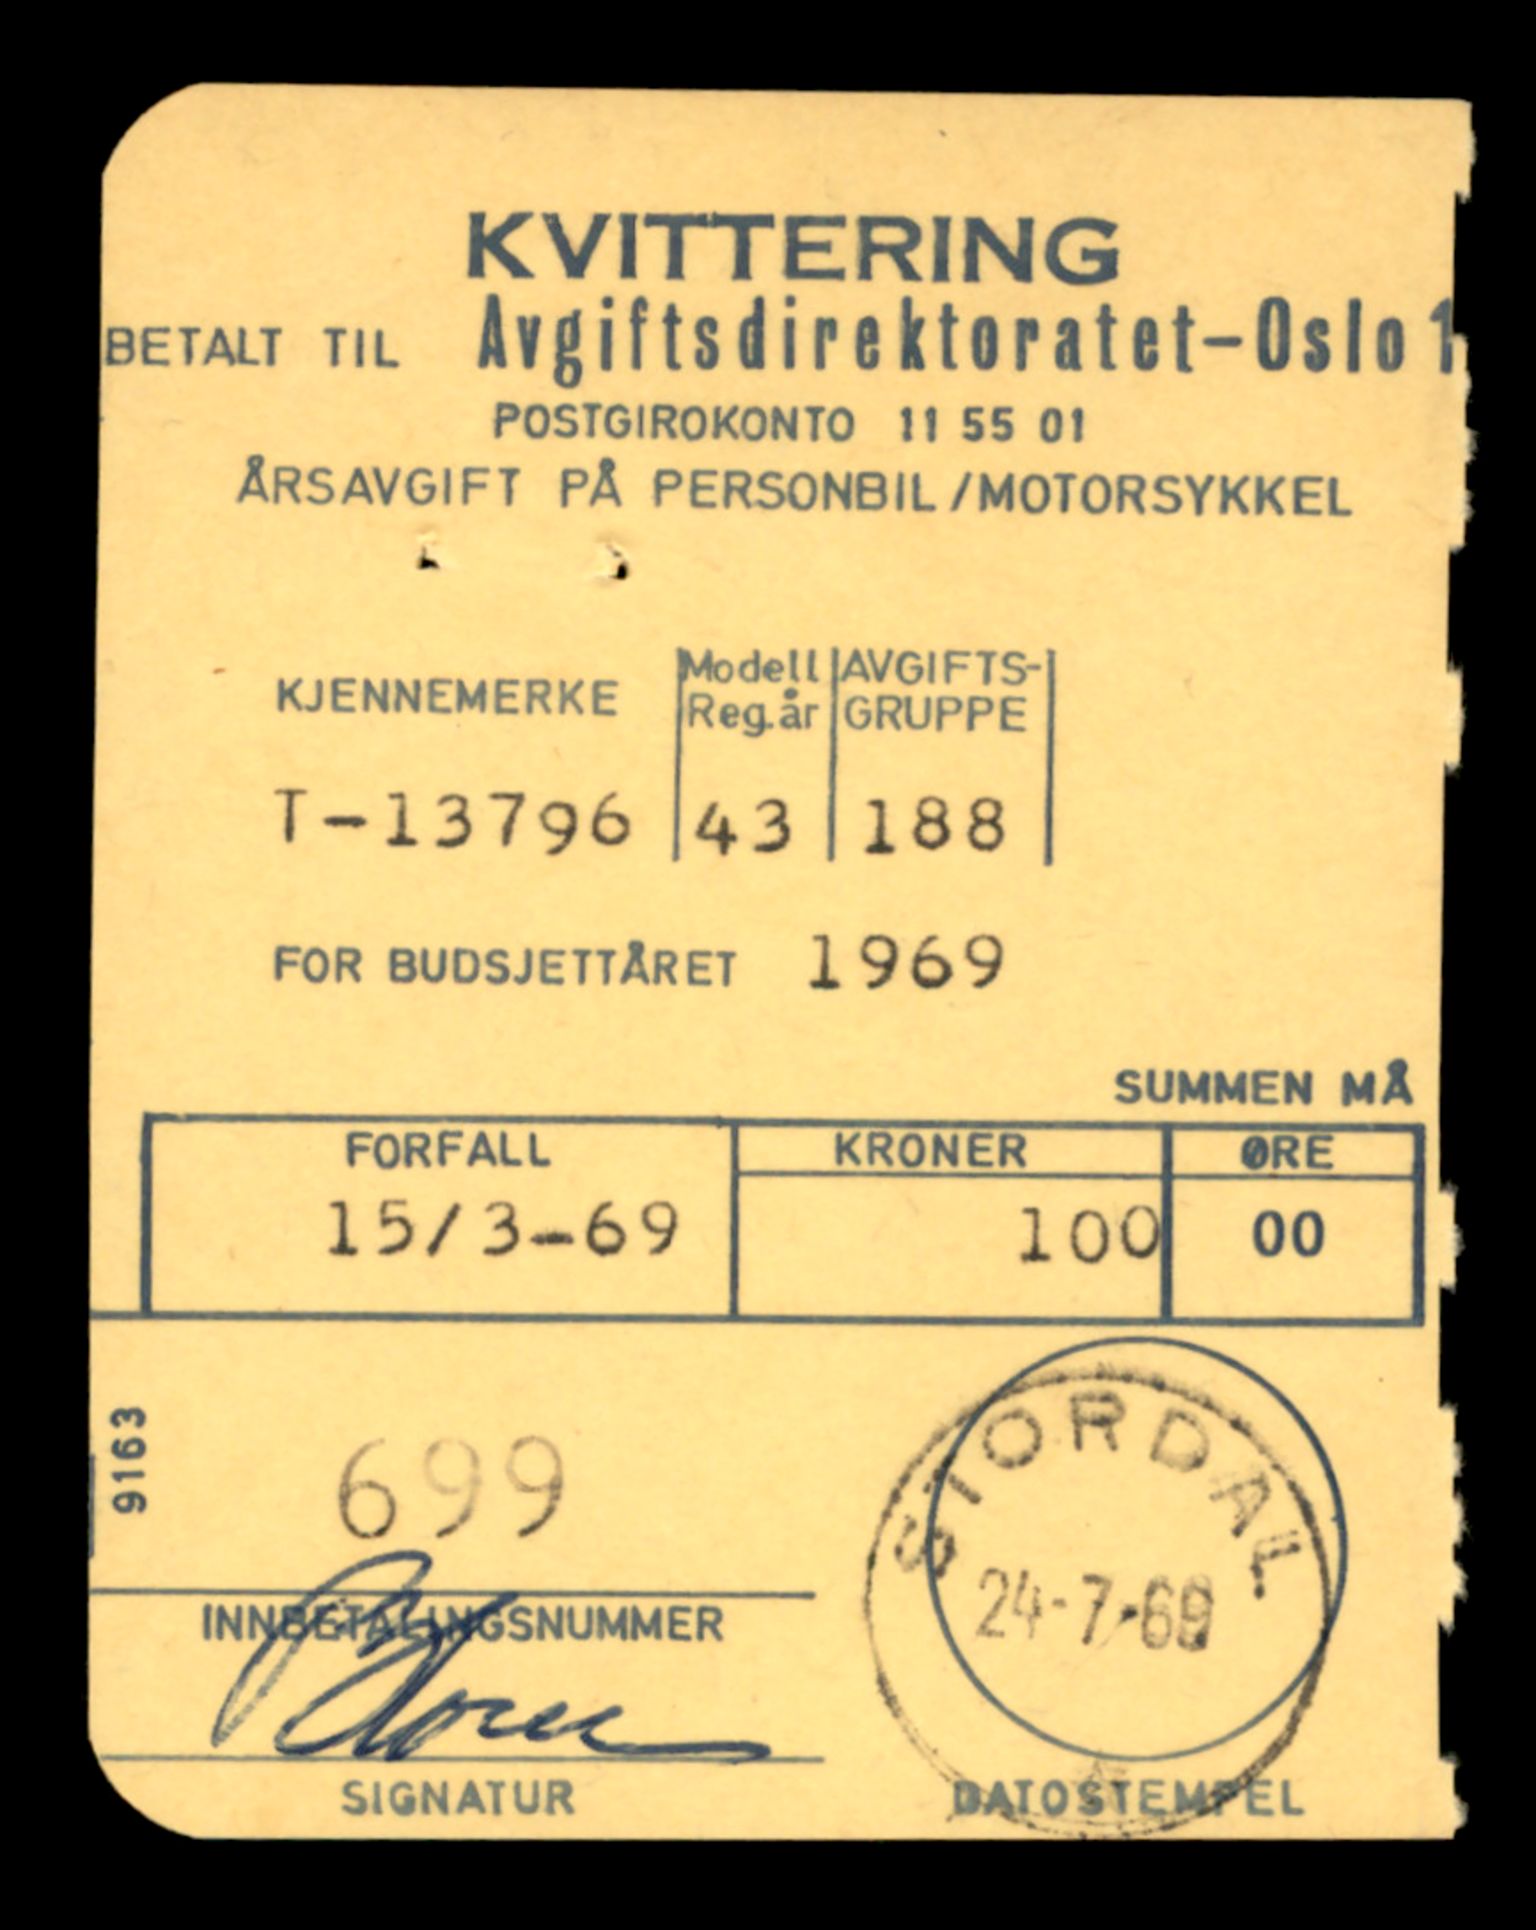 KVITTERING
BETALT TIL Avgiftsdirektoratet-Oslo 1
POSTGIROKONTO 11 55 01
ÅRSAVGIFT PÅ PERSONBIL/MOTORSYKKEL
KJENNEMERKE Modell Reg.år AVGIFTS-GRUPPE
T-13796 43 188
FOR BUDSJETTÅRET 1969
SUMMEN MÅ
FORFALL KRONER ØRE
15/3-69 100 00
9163
699
INNBETALINGSNUMMER
SIGNATUR
STORDAL
24-7-69
DATOSTEMPEL